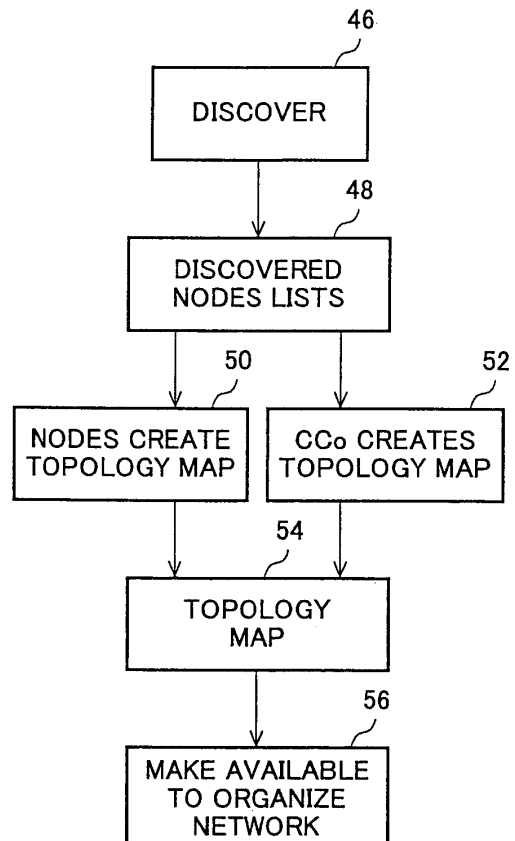 46
DISCOVER
48
DISCOVERED
NODES LISTS
50
52
NODES CREATE
TOPOLOGY MAP
CCo CREATES
TOPOLOGY MAP
54
TOPOLOGY
MAP
56
MAKE AVAILABLE
TO ORGANIZE
NETWORK